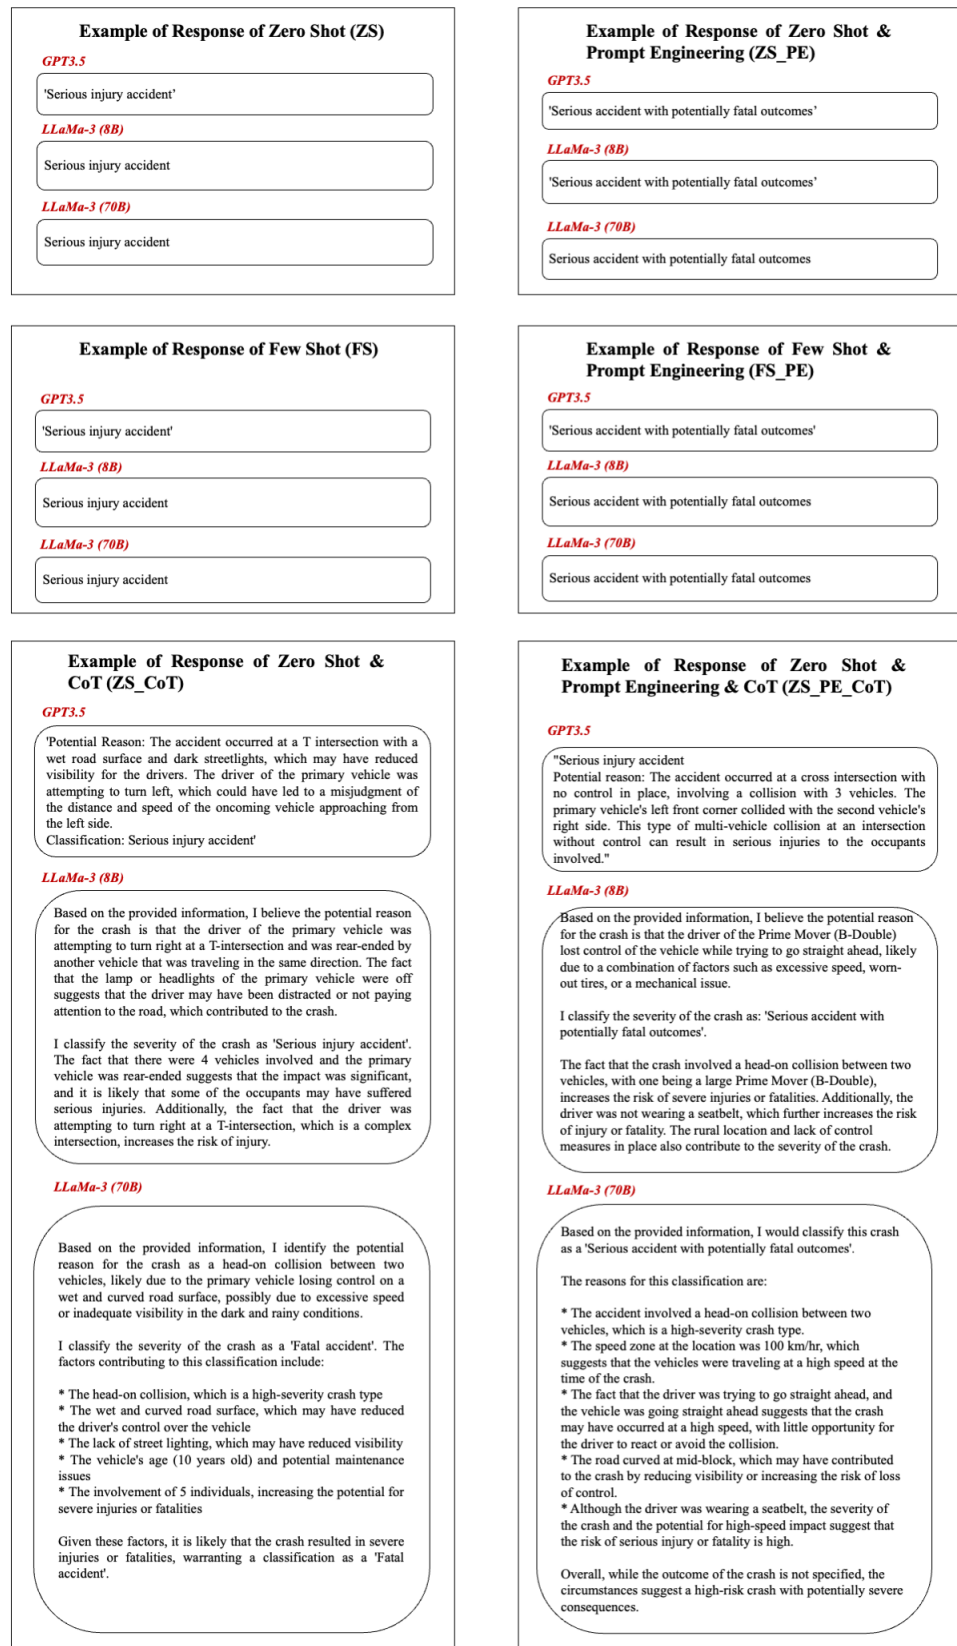 Example of Response of Zero Shot (ZS)
GPT3.5
'Serious injury accident’
LLaMa-3 (8B)
Serious injury accident
LLaMa-3 (70B)
Serious injury accident
Example of Response of Zero Shot &
Prompt Engineering (ZS_PE)
GPT3.5
'Serious accident with potentially fatal outcomes’
LLaMa-3 (8B)
'Serious accident with potentially fatal outcomes’
LLaMa-3 (70B)
Serious accident with potentially fatal outcomes
Example of Response of Few Shot (FS)
GPT3.5
'Serious injury accident'
LLaMa-3 (8B)
Serious injury accident
LLaMa-3 (70B)
Serious injury accident
Example of Response of Few Shot &
Prompt Engineering (FS_PE)
GPT3.5
'Serious accident with potentially fatal outcomes'
LLaMa-3 (8B)
Serious accident with potentially fatal outcomes
LLaMa-3 (70B)
Serious accident with potentially fatal outcomes
Example of Response of Zero Shot &
CoT (ZS_CoT)
GPT3.5
'Potential Reason: The accident occurred at a T intersection with a
wet road surface and dark streetlights, which may have reduced
visibility for the drivers. The driver of the primary vehicle was
attempting to turn left, which could have led to a misjudgment of
the distance and speed of the oncoming vehicle approaching from
the left side.
Classification: Serious injury accident'
LLaMa-3 (8B)
Based on the provided information, I believe the potential reason
for the crash is that the driver of the primary vehicle was
attempting to turn right at a T-intersection and was rear-ended by
another vehicle that was traveling in the same direction. The fact
that the lamp or headlights of the primary vehicle were off
suggests that the driver may have been distracted or not paying
attention to the road, which contributed to the crash.
I classify the severity of the crash as 'Serious injury accident'.
The fact that there were 4 vehicles involved and the primary
vehicle was rear-ended suggests that the impact was significant,
and it is likely that some of the occupants may have suffered
serious injuries. Additionally, the fact that the driver was
attempting to turn right at a T-intersection, which is a complex
intersection, increases the risk of injury.
LLaMa-3 (70B)
Based on the provided information, I identify the potential
reason for the crash as a head-on collision between two
vehicles, likely due to the primary vehicle losing control on a
wet and curved road surface, possibly due to excessive speed
or inadequate visibility in the dark and rainy conditions.
I classify the severity of the crash as a 'Fatal accident'. The
factors contributing to this classification include:
* The head-on collision, which is a high-severity crash type
* The wet and curved road surface, which may have reduced
the driver's control over the vehicle
* The lack of street lighting, which may have reduced visibility
* The vehicle's age (10 years old) and potential maintenance
issues
* The involvement of 5 individuals, increasing the potential for
severe injuries or fatalities
Given these factors, it is likely that the crash resulted in severe
injuries or fatalities, warranting a classification as a 'Fatal
accident'.
Example of Response of Zero Shot &
Prompt Engineering & CoT (ZS_PE_CoT)
GPT3.5
"Serious injury accident
Potential reason: The accident occurred at a cross intersection with
no control in place, involving a collision with 3 vehicles. The
primary vehicle's left front corner collided with the second vehicle's
right side. This type of multi-vehicle collision at an intersection
without control can result in serious injuries to the occupants
involved."
LLaMa-3 (8B)
Based on the provided information, I believe the potential reason
for the crash is that the driver of the Prime Mover (B-Double)
lost control of the vehicle while trying to go straight ahead, likely
due to a combination of factors such as excessive speed, worn-
out tires, or a mechanical issue.
I classify the severity of the crash as: 'Serious accident with
potentially fatal outcomes'.
The fact that the crash involved a head-on collision between two
vehicles, with one being a large Prime Mover (B-Double),
increases the risk of severe injuries or fatalities. Additionally, the
driver was not wearing a seatbelt, which further increases the risk
of injury or fatality. The rural location and lack of control
measures in place also contribute to the severity of the crash.
LLaMa-3 (70B)
Based on the provided information, I would classify this crash
as a 'Serious accident with potentially fatal outcomes'.
The reasons for this classification are:
* The accident involved a head-on collision between two
vehicles, which is a high-severity crash type.
* The speed zone at the location was 100 km/hr, which
suggests that the vehicles were traveling at a high speed at the
time of the crash.
* The fact that the driver was trying to go straight ahead, and
the vehicle was going straight ahead suggests that the crash
may have occurred at a high speed, with little opportunity for
the driver to react or avoid the collision.
* The road curved at mid-block, which may have contributed
to the crash by reducing visibility or increasing the risk of loss
of control.
* Although the driver was wearing a seatbelt, the severity of
the crash and the potential for high-speed impact suggest that
the risk of serious injury or fatality is high.
Overall, while the outcome of the crash is not specified, the
circumstances suggest a high-risk crash with potentially severe
consequences.